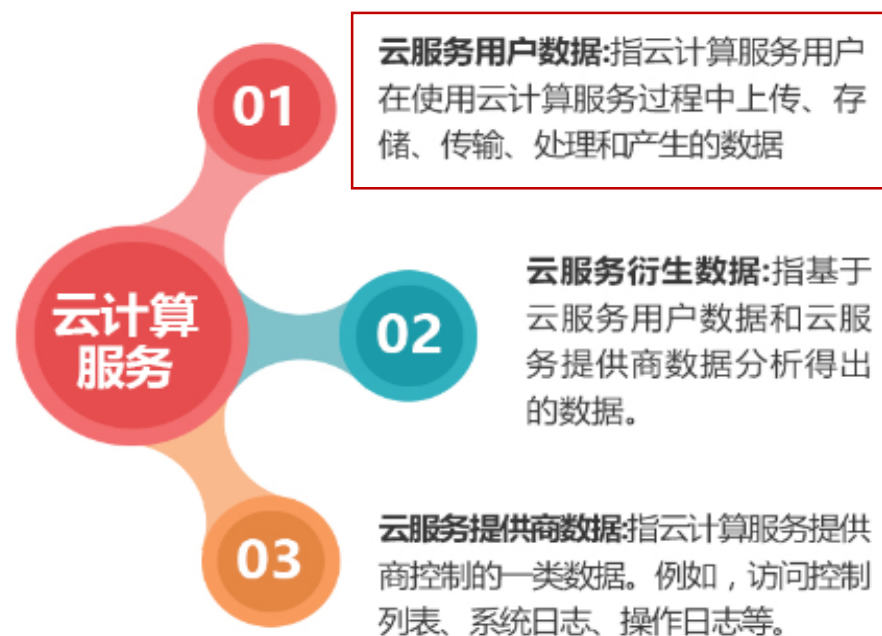 01
云服务用户数据:指云计算服务用户
在使用云计算服务过程中上传、存
储、传输、处理和产生的数据
云计算
服务
02
云服务衍生数据:指基于
云服务用户数据和云服
务提供商数据分析得出
的数据。
03
云服务提供商数据:指云计算服务提供
商控制的一类数据。例如，访问控制
列表、系统日志、操作日志等。